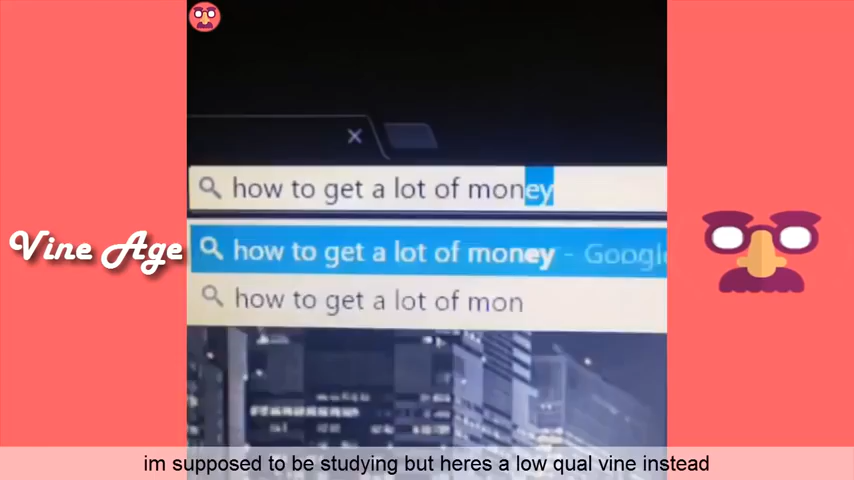 how to get a lot of money
how to get a lot of money - Google
how to get a lot of mon
Vine Age
im supposed to be studying but heres a low qual vine instead